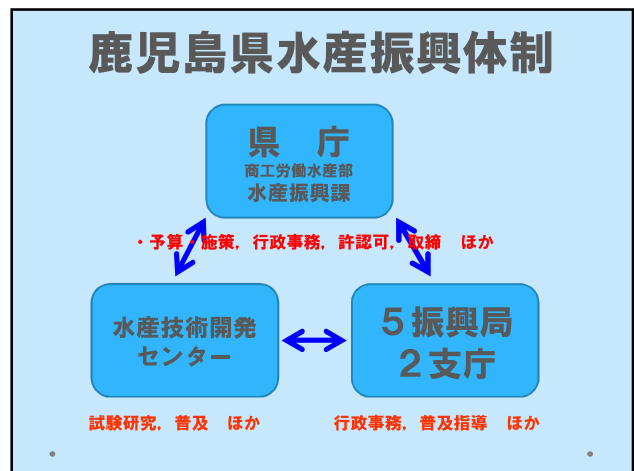 鹿児島県水産振興体制
県　庁
商工労働水産部
水産振興課
・予算・施策，行政事務，許認可，取締　ほか
水産技術開発
センター
５振興局
２支庁
試験研究，普及　ほか
行政事務，普及指導　ほか